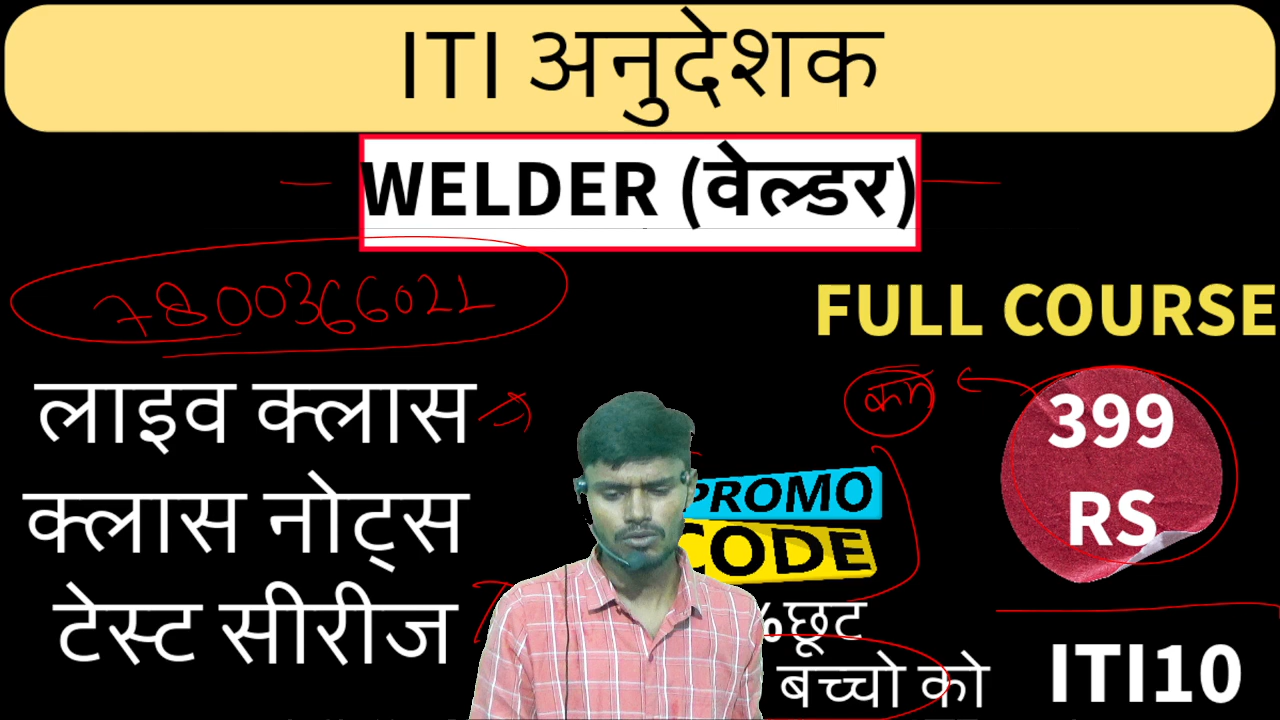 ITI अनुदेशक
WELDER (वेल्डर)
7800366021
FULL COURSE
लाइव क्लास
क्लास नोट्स
टेस्ट सीरीज
399
RS
PROMO
CODE
%छूट
बच्चो को
ITI10